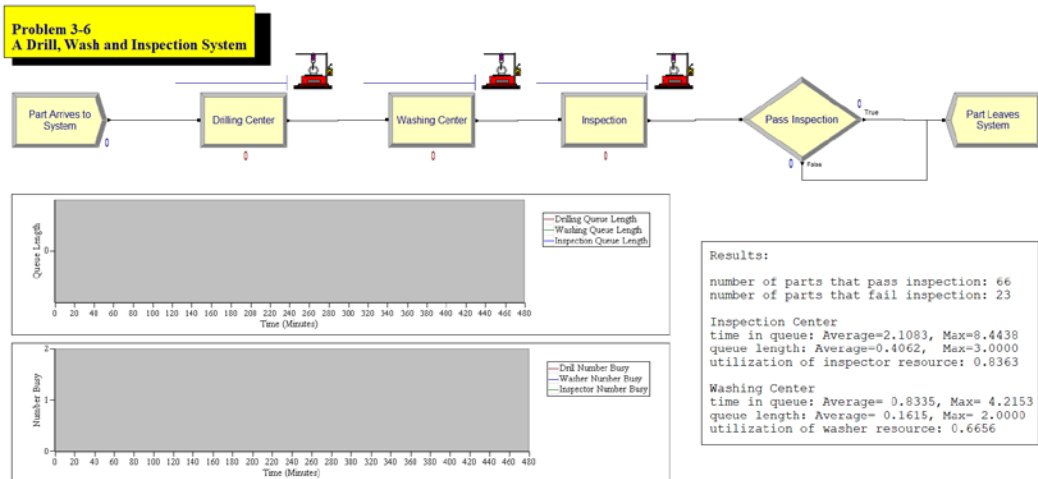 Problem 3-6
A Drill, Wash and Inspection System
Part Arrives to
System
0
Drilling Center
0
Washing Center
0
Inspection
0
Pass Inspection
0
True
0
False
Part Leaves
System
Queue Length
0
0 20 40 60 80 100 120 140 160 180 200 220 240 260 280 300 320 340 360 380 400 420 440 460 480
Time (Minutes)
Drilling Queue Length
Washing Queue Length
Inspection Queue Length
Number Busy
2
1
0
0 20 40 60 80 100 120 140 160 180 200 220 240 260 280 300 320 340 360 380 400 420 440 460 480
Time (Minutes)
Drill Number Busy
Washer Number Busy
Inspector Number Busy
Results:
number of parts that pass inspection: 66
number of parts that fail inspection: 23
Inspection Center
time in queue: Average=2.1083, Max=8.4438
queue length: Average=0.4062, Max=3.0000
utilization of inspector resource: 0.8363
Washing Center
time in queue: Average= 0.8335, Max= 4.2153
queue length: Average= 0.1615, Max= 2.0000
utilization of washer resource: 0.6656